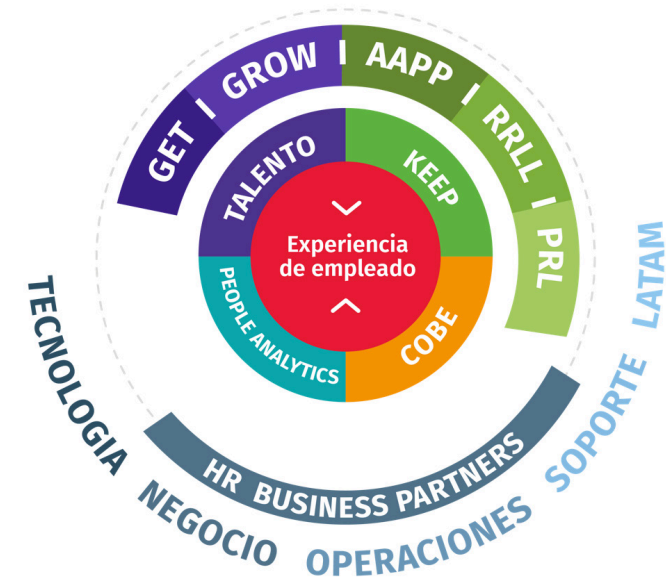 GET I GROW I AAPP I RRLL I PRL
TALENTO
KEEP
Experiencia
de empleado
PEOPLE ANALYTICS
COBE
HR BUSINESS PARTNERS
TECNOLOGIA NEGOCIO OPERACIONES SOPORTE LATAM